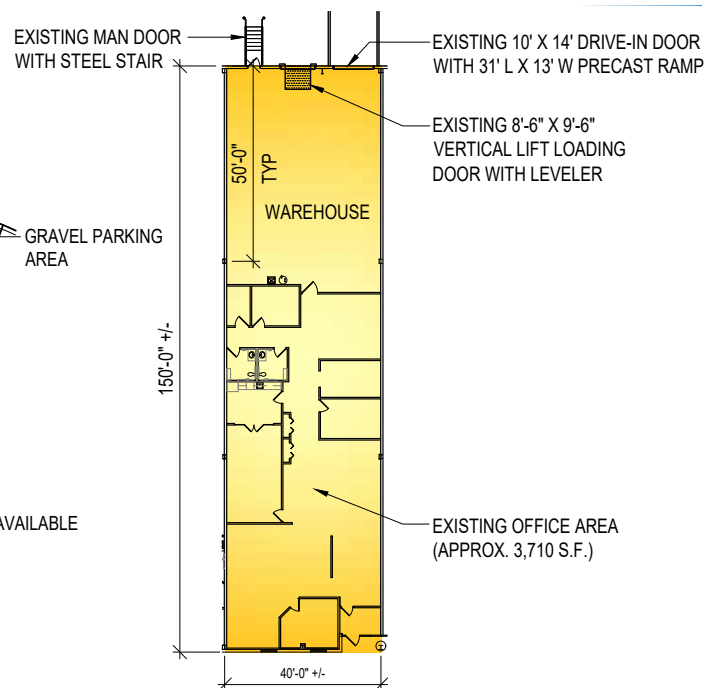 EXISTING MAN DOOR
WITH STEEL STAIR
EXISTING 10' X 14' DRIVE-IN DOOR
WITH 31' L X 13' W PRECAST RAMP
EXISTING 8'-6" X 9'-6"
VERTICAL LIFT LOADING
DOOR WITH LEVELER
50'-0"
TYP
WAREHOUSE
GRAVEL PARKING
AREA
150'-0" +/-
AVAILABLE
EXISTING OFFICE AREA
(APPROX. 3,710 S.F.)
40'-0" +/-